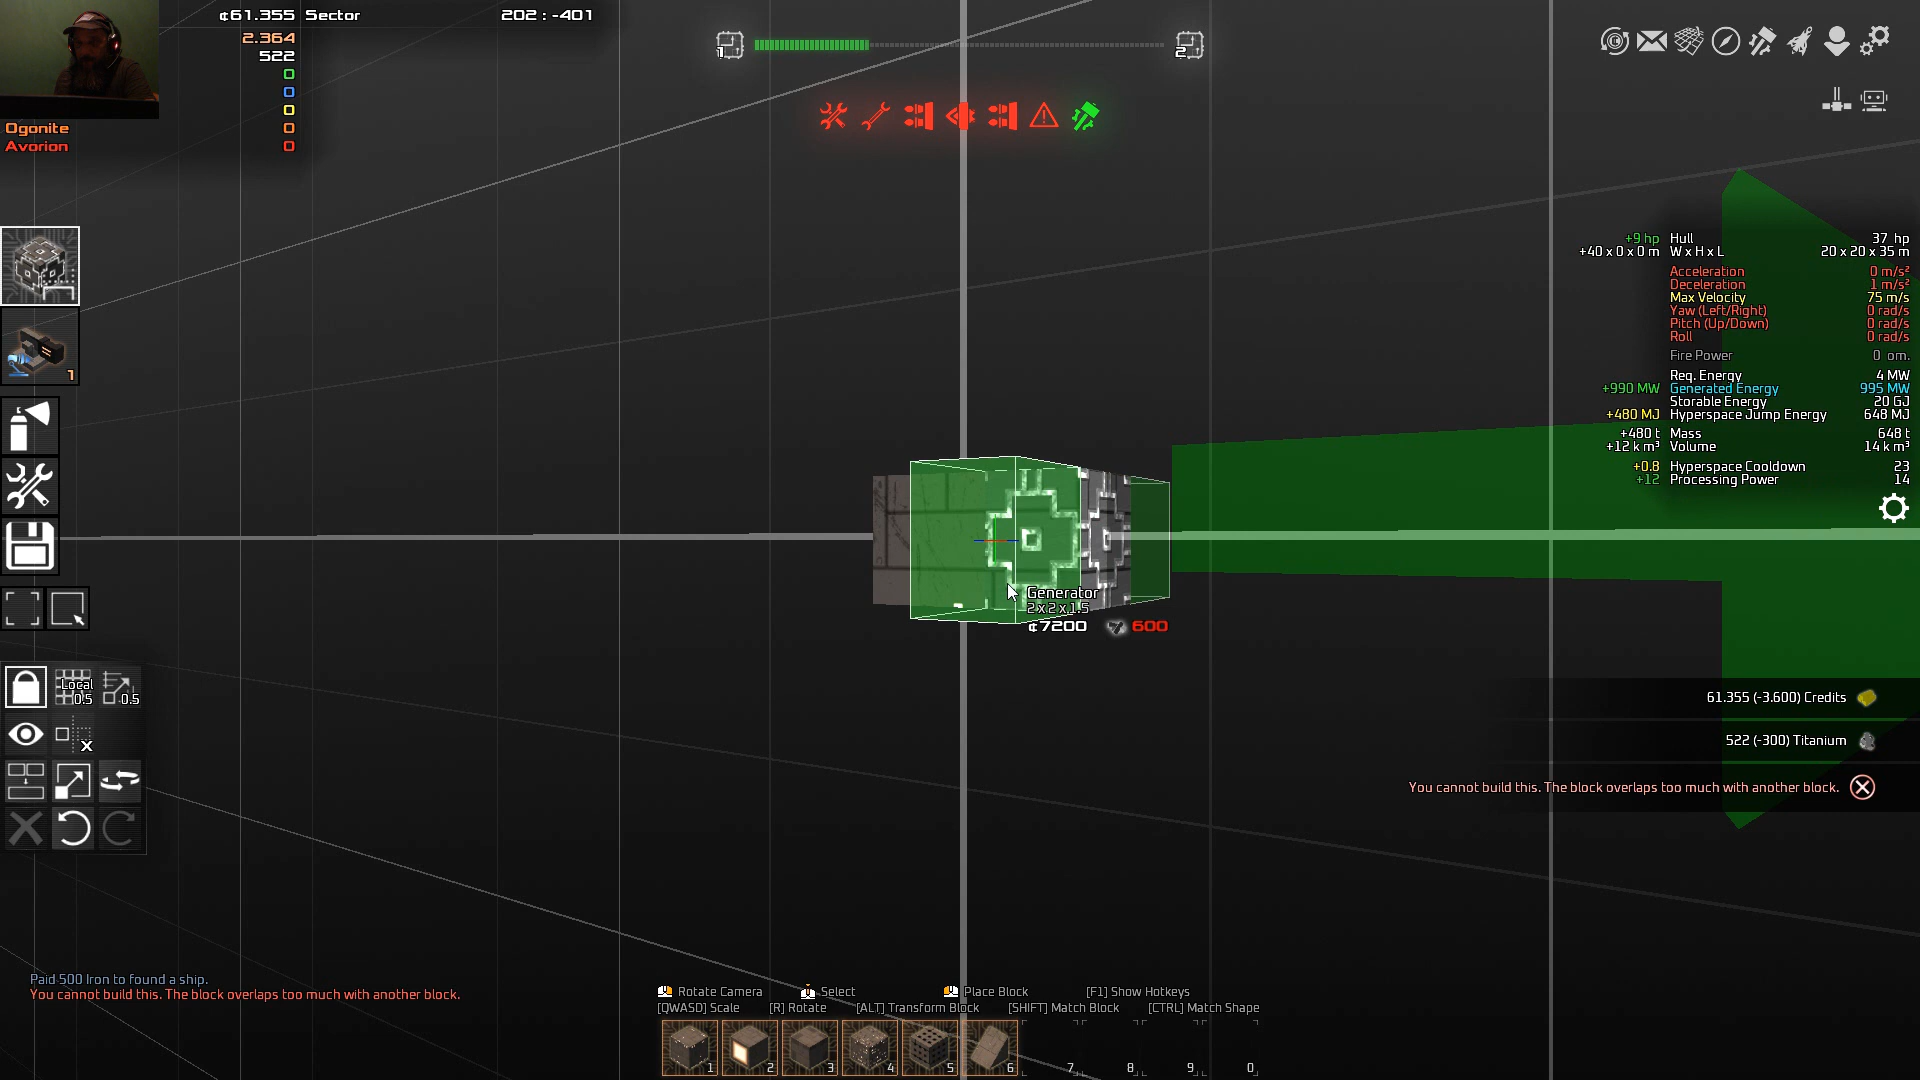 ¢61.355 Sector 202 : -401
2.364
522
0
0
0
Ogonite 0
Avorion 0
1 2
+9 hp Hull 37 hp
+40 x 0 x 0 m W x H x L 20 x 20 x 35 m
Acceleration 0 m/s²
Deceleration 1 m/s²
Max Velocity 75 m/s
Yaw (Left/Right) 0 rad/s
Pitch (Up/Down) 0 rad/s
Roll 0 rad/s
Fire Power 0 om.
Req. Energy 4 MW
+990 MW Generated Energy 995 MW
Storable Energy 20 GJ
+480 MJ Hyperspace Jump Energy 648 MJ
+480 t Mass 648 t
+12 k m³ Volume 14 k m³
+0.8 Hyperspace Cooldown 23
+12 Processing Power 14
1
Generator
2 x 2 x 1.5
¢7200 600
Local
0.5 0.5
X
61.355 (-3.600) Credits
522 (-300) Titanium
You cannot build this. The block overlaps too much with another block.
Paid 500 Iron to found a ship.
You cannot build this. The block overlaps too much with another block.
Rotate Camera Select Place Block [F1] Show Hotkeys
[QWASD] Scale [R] Rotate [ALT] Transform Block [SHIFT] Match Block [CTRL] Match Shape
1 2 3 4 5 6 7 8 9 0